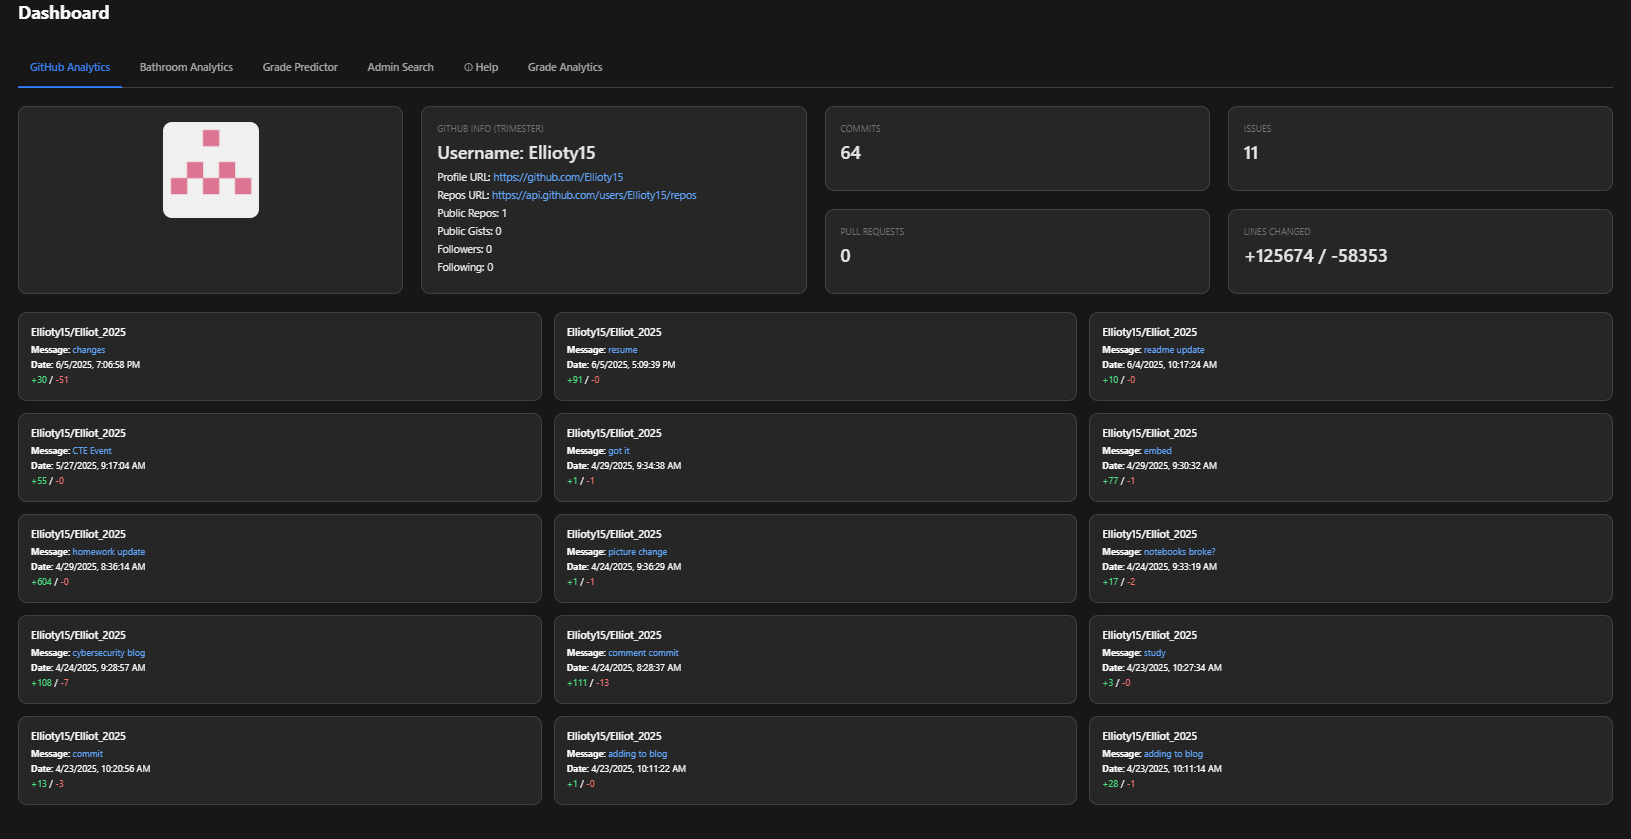 Dashboard
GitHub Analytics
Bathroom Analytics
Grade Predictor
Admin Search
Help
Grade Analytics
GITHUB INFO (TRIMESTER)
Username: Ellioty15
Profile URL: https://github.com/Ellioty15
Repos URL: https://api.github.com/users/Ellioty15/repos
Public Repos: 1
Public Gists: 0
Followers: 0
Following: 0
COMMITS
64
ISSUES
11
PULL REQUESTS
0
LINES CHANGED
+125674 / -58353
Ellioty15/Elliot_2025
Message: changes
Date: 6/5/2025, 7:06:58 PM
+30 / -51
Ellioty15/Elliot_2025
Message: resume
Date: 6/5/2025, 5:09:39 PM
+91 / -0
Ellioty15/Elliot_2025
Message: readme update
Date: 6/4/2025, 10:17:24 AM
+10 / -0
Ellioty15/Elliot_2025
Message: CTE Event
Date: 5/27/2025, 9:17:04 AM
+55 / -0
Ellioty15/Elliot_2025
Message: got it
Date: 4/29/2025, 9:34:38 AM
+1 / -1
Ellioty15/Elliot_2025
Message: embed
Date: 4/29/2025, 9:30:32 AM
+77 / -1
Ellioty15/Elliot_2025
Message: homework update
Date: 4/29/2025, 8:36:14 AM
+604 / -0
Ellioty15/Elliot_2025
Message: picture change
Date: 4/24/2025, 9:36:29 AM
+1 / -1
Ellioty15/Elliot_2025
Message: notebooks broke?
Date: 4/24/2025, 9:33:19 AM
+17 / -2
Ellioty15/Elliot_2025
Message: cybersecurity blog
Date: 4/24/2025, 9:28:57 AM
+108 / -7
Ellioty15/Elliot_2025
Message: comment commit
Date: 4/24/2025, 8:28:37 AM
+111 / -13
Ellioty15/Elliot_2025
Message: study
Date: 4/23/2025, 10:27:34 AM
+3 / -0
Ellioty15/Elliot_2025
Message: commit
Date: 4/23/2025, 10:20:56 AM
+13 / -3
Ellioty15/Elliot_2025
Message: adding to blog
Date: 4/23/2025, 10:11:22 AM
+1 / -0
Ellioty15/Elliot_2025
Message: adding to blog
Date: 4/23/2025, 10:11:14 AM
+28 / -1